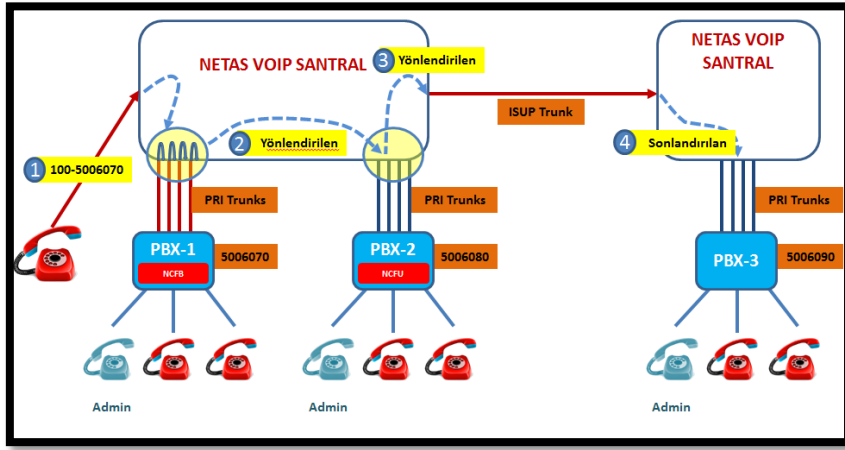 NETAS VOIP SANTRAL
3 Yönlendirilen
NETAS VOIP
SANTRAL
ISUP Trunk
2 Yönlendirilen
4 Sonlandırılan
1 100-5006070
PRI Trunks
PRI Trunks
PRI Trunks
PBX-1
NCFB
5006070
PBX-2
NCFU
5006080
PBX-3
5006090
Admin
Admin
Admin